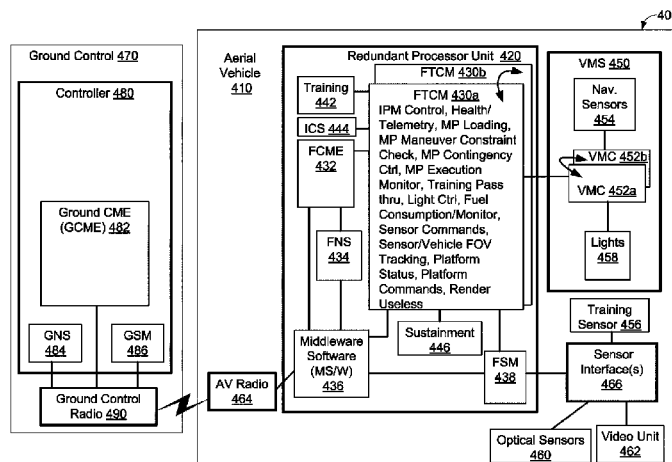 40
Ground Control 470
Controller 480
Ground CME
(GCME) 482
GNS
484
GSM
486
Ground Control
Radio 490
Aerial
Vehicle
410
AV Radio
464
Redundant Processor Unit 420
FTCM 430b
FTCM 430a
IPM Control, Health/
Telemetry, MP Loading,
MP Maneuver Constraint
Check, MP Contingency
Ctrl, MP Execution
Monitor, Training Pass
thru, Light Ctrl, Fuel
Consumption/Monitor,
Sensor Commands,
Sensor/Vehicle FOV
Tracking, Platform
Status, Platform
Commands, Render
Useless
Training
442
ICS 444
FCME
432
FNS
434
Middleware
Software
(MS/W)
436
Sustainment
446
FSM
438
VMS 450
Nav.
Sensors
454
VMC 452b
VMC 452a
Lights
458
Training
Sensor 456
Sensor
Interface(s)
466
Optical Sensors
460
Video Unit
462